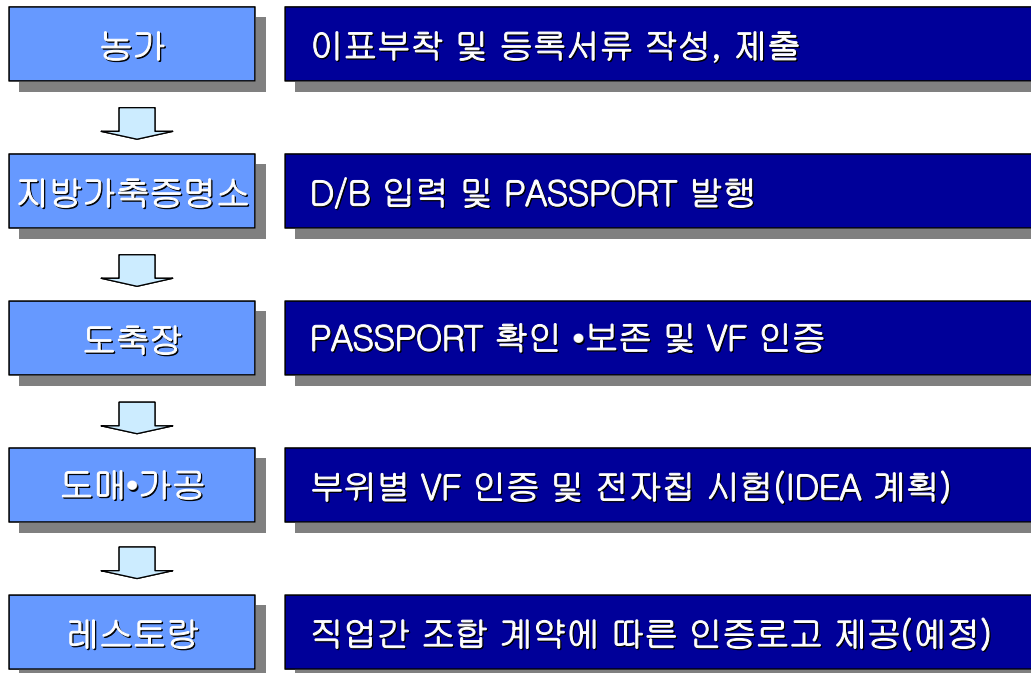 농가
이표부착 및 등록서류 작성, 제출
지방가축증명소
D/B 입력 및 PASSPORT 발행
도축장
PASSPORT 확인 •보존 및 VF 인증
도매•가공
부위별 VF 인증 및 전자칩 시험(IDEA 계획)
레스토랑
직업간 조합 계약에 따른 인증로고 제공(예정)